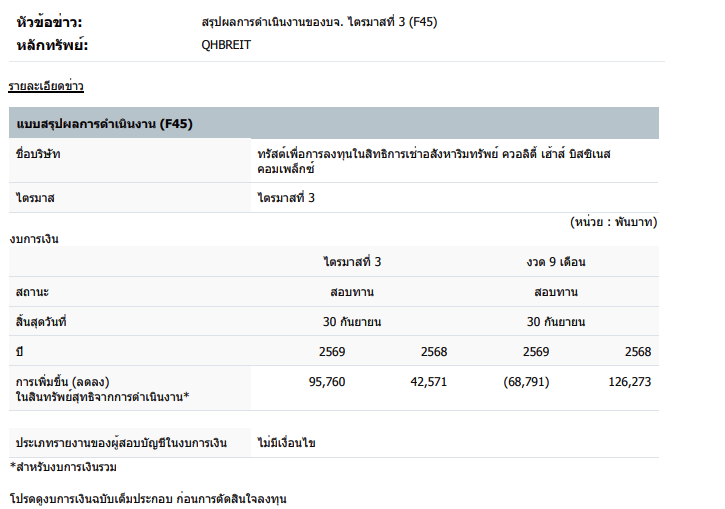 หัวข้อข่าว: สรุปผลการดำเนินงานของบจ. ไตรมาสที่ 3 (F45)
หลักทรัพย์: QHBREIT
รายละเอียดข่าว
แบบสรุปผลการดำเนินงาน (F45)
ชื่อบริษัท ทรัสต์เพื่อการลงทุนในสิทธิการเช่าอสังหาริมทรัพย์ ควอลิตี้ เฮ้าส์ บิสซิเนส
คอมเพล็กซ์
ไตรมาส ไตรมาสที่ 3
(หน่วย : พันบาท)
งบการเงิน
ไตรมาสที่ 3 งวด 9 เดือน
สถานะ สอบทาน สอบทาน
สิ้นสุดวันที่ 30 กันยายน 30 กันยายน
ปี 2569 2568 2569 2568
การเพิ่มขึ้น (ลดลง) 95,760 42,571 (68,791) 126,273
ในสินทรัพย์สุทธิจากการดำเนินงาน*
ประเภทรายงานของผู้สอบบัญชีในงบการเงิน ไม่มีเงื่อนไข
*สำหรับงบการเงินรวม
โปรดดูงบการเงินฉบับเต็มประกอบ ก่อนการตัดสินใจลงทุน